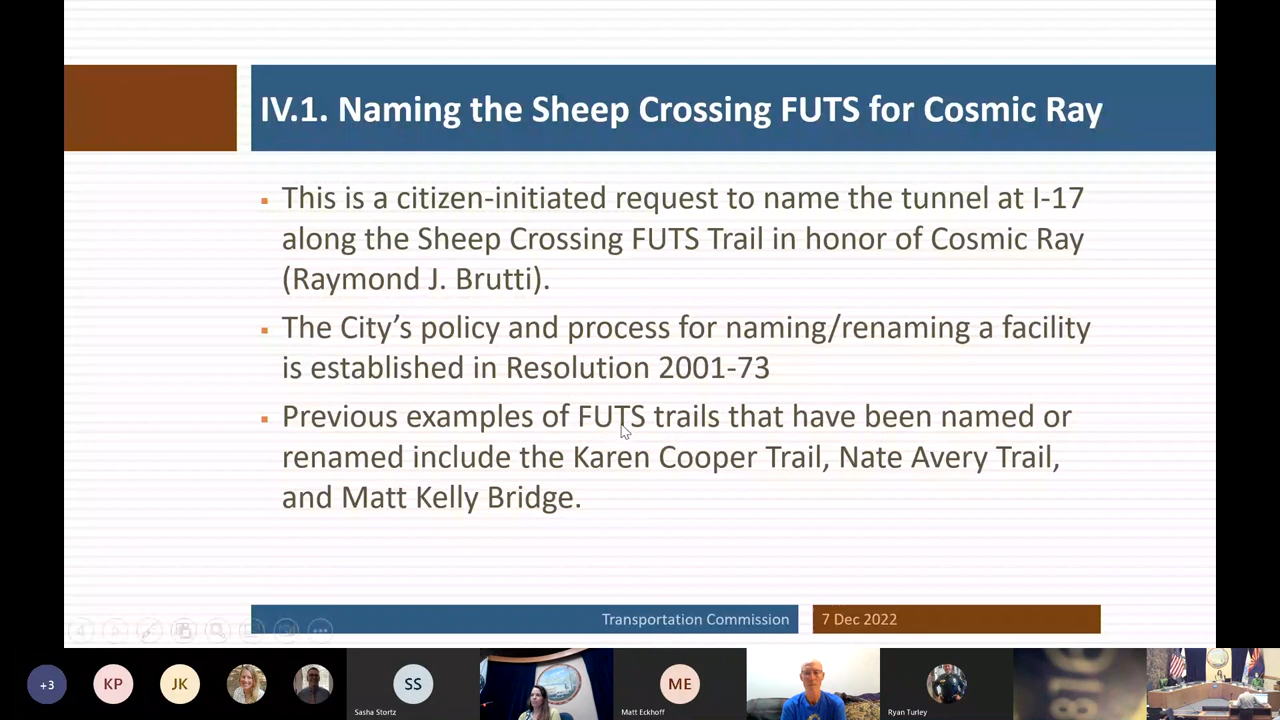 IV.1. Naming the Sheep Crossing FUTS for Cosmic Ray
This is a citizen-initiated request to name the tunnel at I-17
along the Sheep Crossing FUTS Trail in honor of Cosmic Ray
(Raymond J. Brutti).
The City’s policy and process for naming/renaming a facility
is established in Resolution 2001-73
Previous examples of FUTS trails that have been named or
renamed include the Karen Cooper Trail, Nate Avery Trail,
and Matt Kelly Bridge.
Transportation Commission
7 Dec 2022
+3
KP
JK
SS
ME
Sasha Stortz
Matt Eckhoff
Ryan Turley